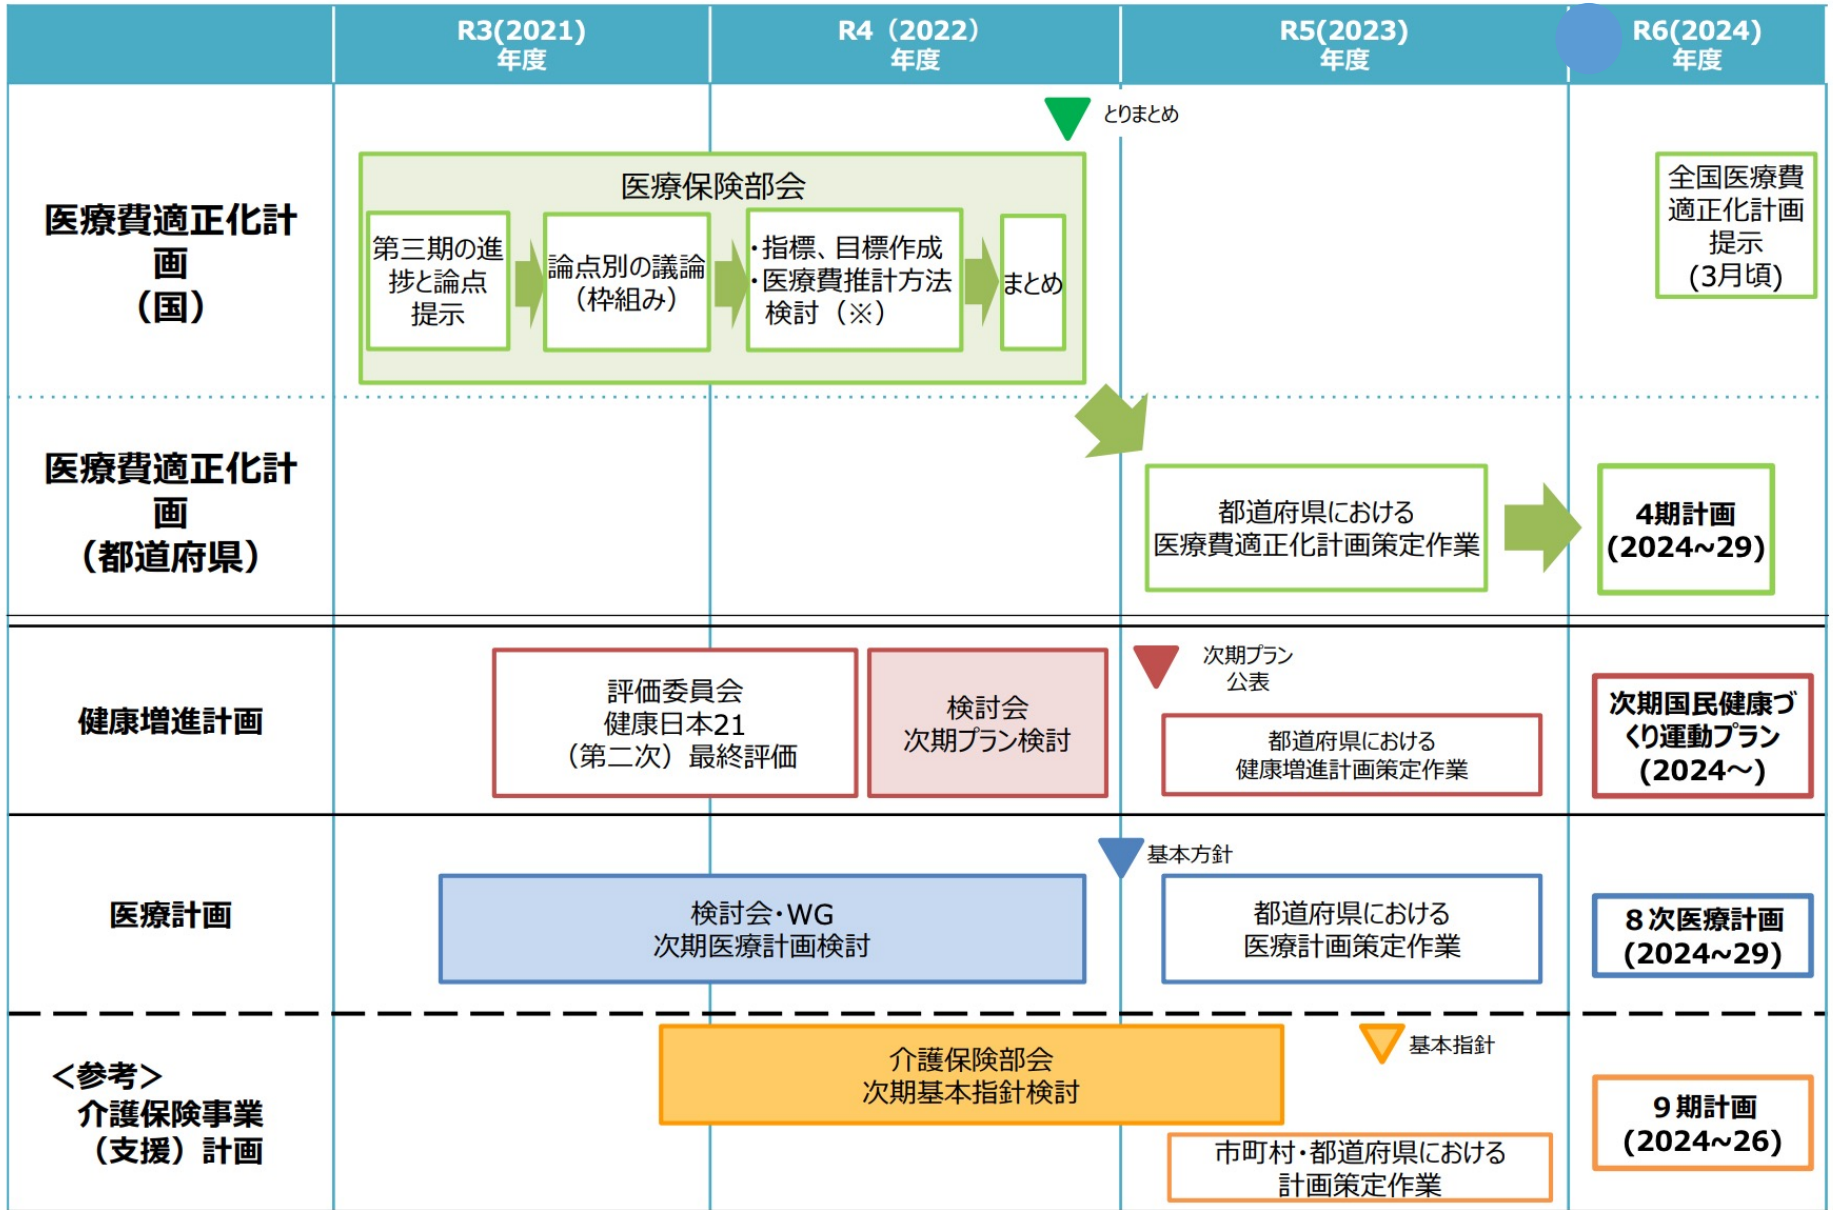 R3(2021)
年度
R4（2022）
年度
R5(2023)
年度
R6(2024)
年度
医療費適正化計
画
（国）
とりまとめ
医療保険部会
第三期の進
捗と論点
提示
論点別の議論
（枠組み）
・指標、目標作成
・医療費推計方法
検討（※）
まとめ
全国医療費
適正化計画
提示
(3月頃)
医療費適正化計
画
（都道府県）
都道府県における
医療費適正化計画策定作業
4期計画
(2024~29)
健康増進計画
評価委員会
健康日本21
（第二次）最終評価
検討会
次期プラン検討
次期プラン
公表
都道府県における
健康増進計画策定作業
次期国民健康づ
くり運動プラン
(2024～)
医療計画
検討会・WG
次期医療計画検討
基本方針
都道府県における
医療計画策定作業
８次医療計画
(2024~29)
＜参考＞
介護保険事業
（支援）計画
介護保険部会
次期基本指針検討
基本指針
市町村・都道府県における
計画策定作業
９期計画
(2024~26)